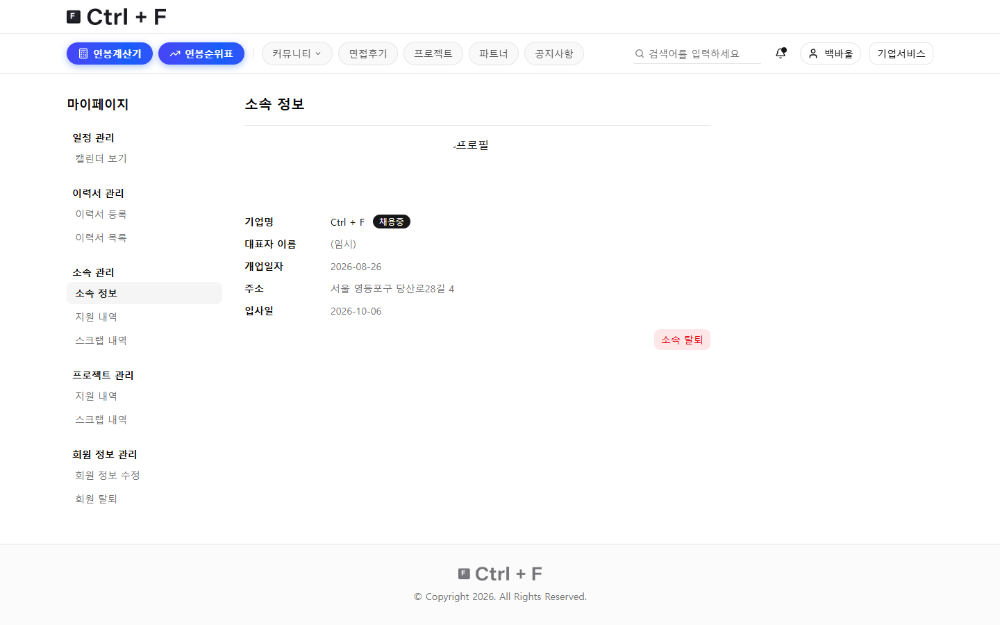 F Ctrl + F
연봉계산기 연봉순위표 커뮤니티 면접후기 프로젝트 파트너 공지사항 검색어를 입력하세요 백바울 기업서비스
마이페이지
일정 관리
캘린더 보기
이력서 관리
이력서 등록
이력서 목록
소속 관리
소속 정보
지원 내역
스크랩 내역
프로젝트 관리
지원 내역
스크랩 내역
회원 정보 관리
회원 정보 수정
회원 탈퇴
소속 정보
프로필
기업명 Ctrl + F 채용중
대표자 이름 (임시)
개업일자 2026-08-26
주소 서울 영등포구 당산로28길 4
입사일 2026-10-06
소속 탈퇴
F Ctrl + F
© Copyright 2026. All Rights Reserved.